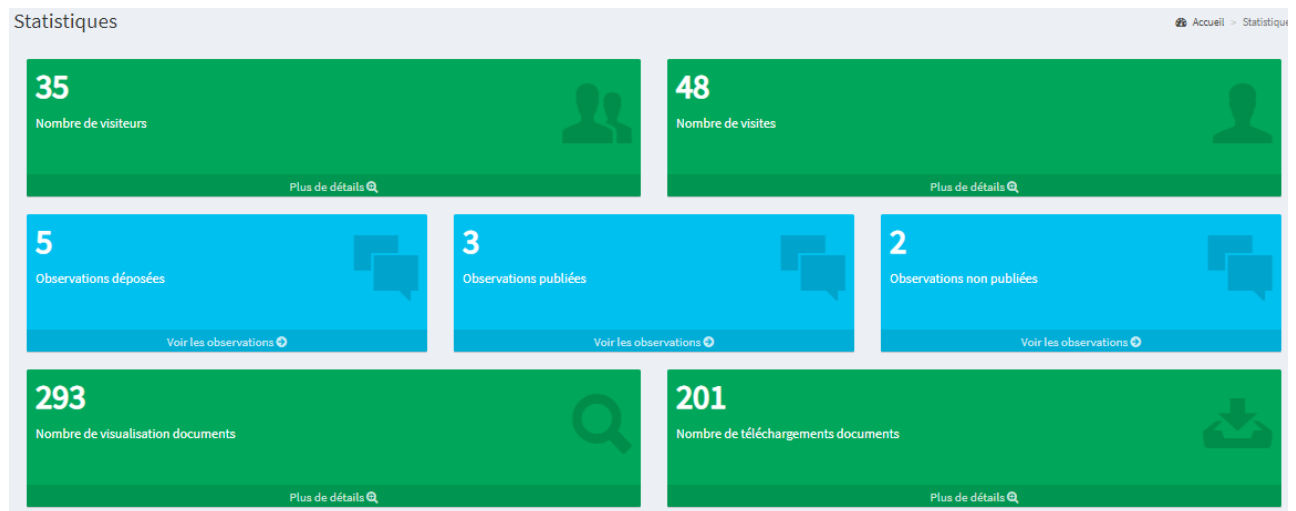 Statistiques
Accueil > Statistique
35
Nombre de visiteurs
Plus de détails
48
Nombre de visites
Plus de détails
5
Observations déposées
Voir les observations
3
Observations publiées
Voir les observations
2
Observations non publiées
Voir les observations
293
Nombre de visualisation documents
Plus de détails
201
Nombre de téléchargements documents
Plus de détails